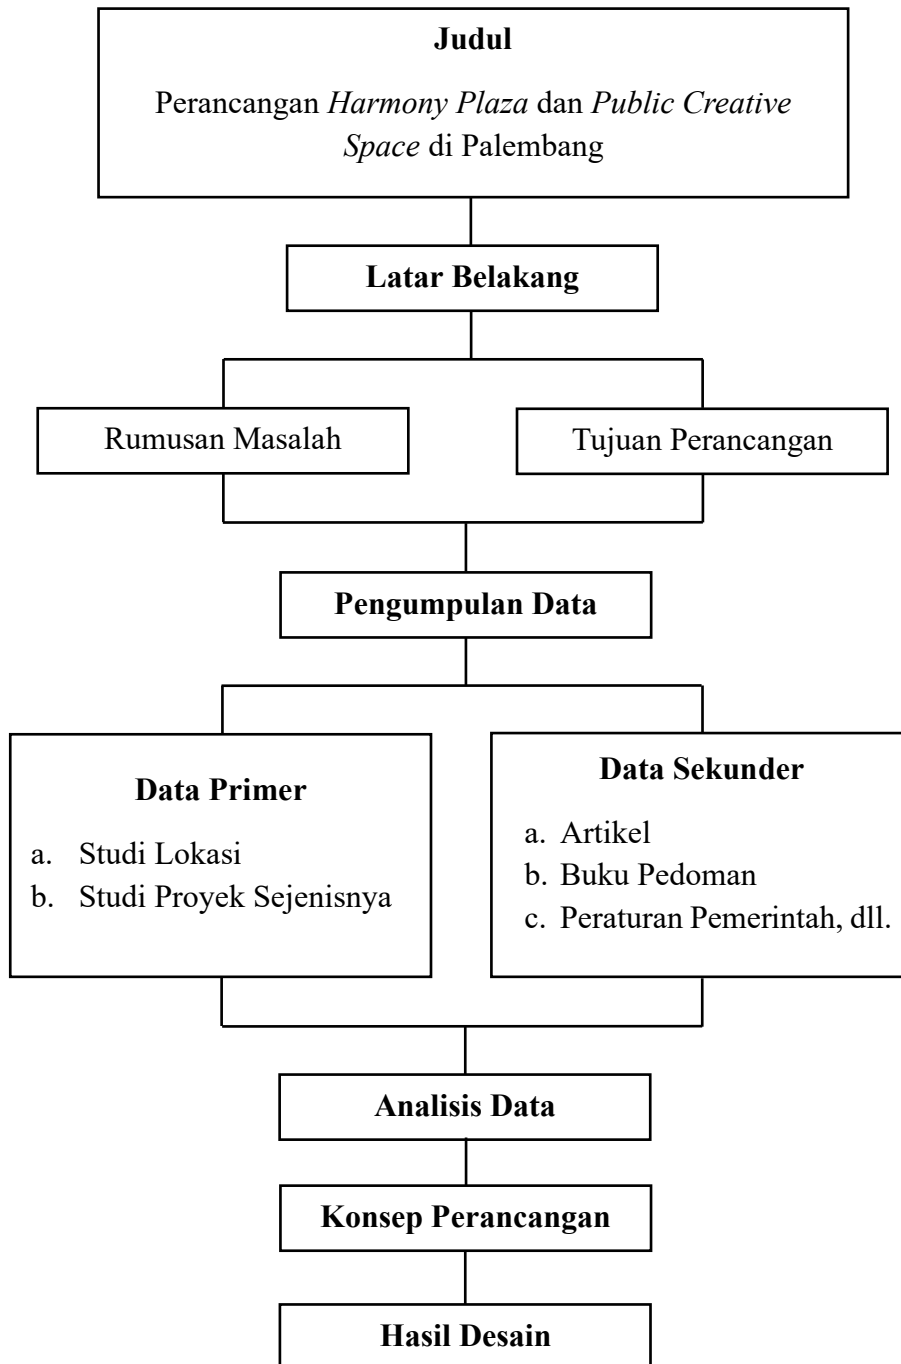 Judul
Perancangan Harmony Plaza dan Public Creative
Space di Palembang
Latar Belakang
Rumusan Masalah
Tujuan Perancangan
Pengumpulan Data
Data Primer
a. Studi Lokasi
b. Studi Proyek Sejenisnya
Data Sekunder
a. Artikel
b. Buku Pedoman
c. Peraturan Pemerintah, dll.
Analisis Data
Konsep Perancangan
Hasil Desain